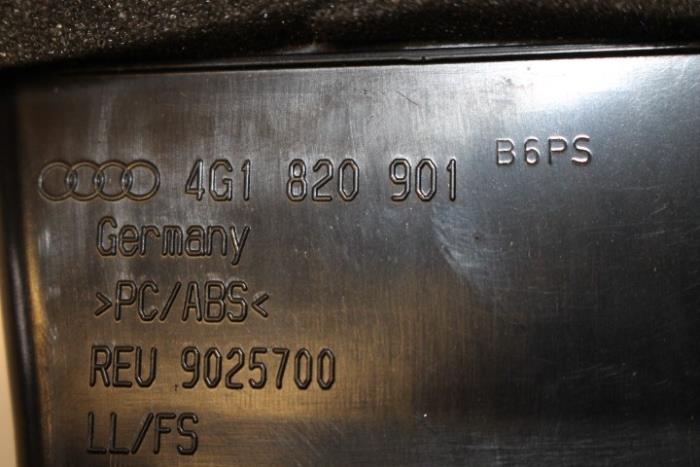 4G1 820 901 B6PS
Germany
>PC/ABS<
REU 9025700
LL/FS